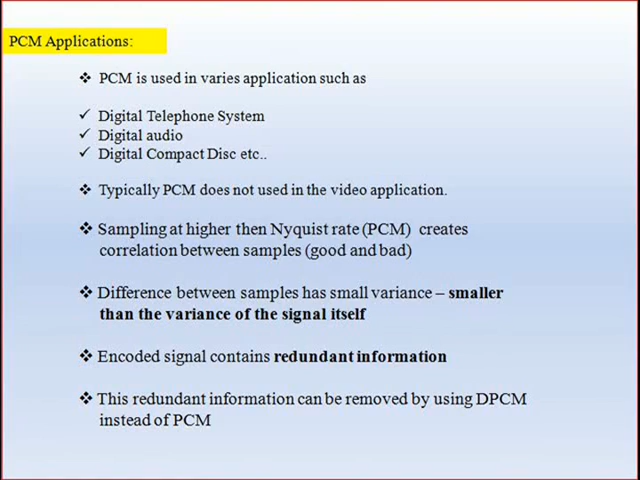 PCM Applications:
❖ PCM is used in varies application such as
✓ Digital Telephone System
✓ Digital audio
✓ Digital Compact Disc etc..
❖ Typically PCM does not used in the video application.
❖ Sampling at higher then Nyquist rate (PCM) creates
correlation between samples (good and bad)
❖ Difference between samples has small variance – smaller
than the variance of the signal itself
❖ Encoded signal contains redundant information
❖ This redundant information can be removed by using DPCM
instead of PCM